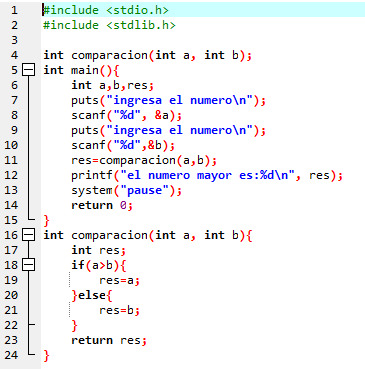 1 #include <stdio.h>
2 #include <stdlib.h>
3
4 int comparacion(int a, int b);
5 int main(){
6 int a,b,res;
7 puts("ingresa el numero\n");
8 scanf("%d", &a);
9 puts("ingresa el numero\n");
10 scanf("%d",&b);
11 res=comparacion(a,b);
12 printf("el numero mayor es:%d\n", res);
13 system("pause");
14 return 0;
15 }
16 int comparacion(int a, int b){
17 int res;
18 if(a>b){
19 res=a;
20 }else{
21 res=b;
22 }
23 return res;
24 }